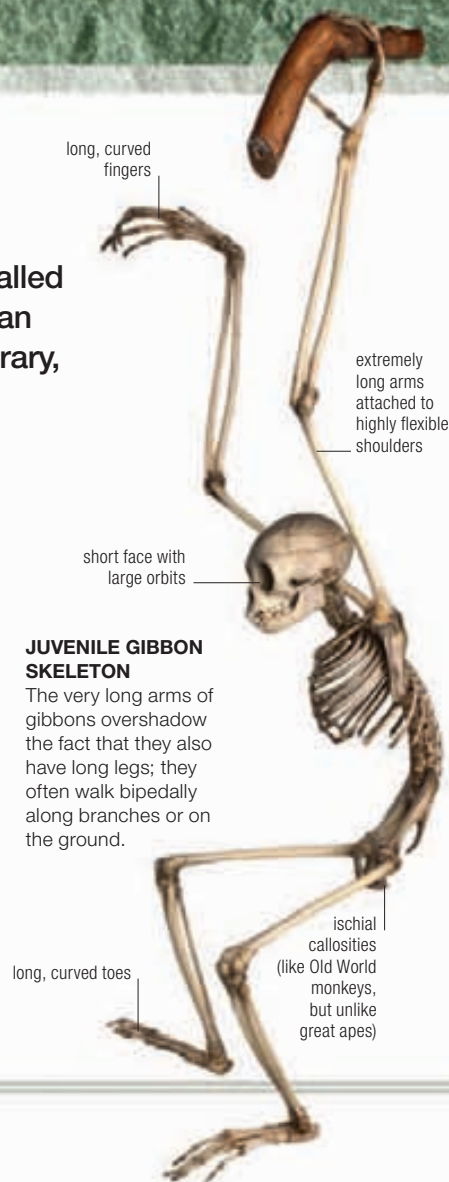 long, curved
fingers
alled
an
rary,
extremely
long arms
attached to
highly flexible
shoulders
short face with
large orbits
JUVENILE GIBBON
SKELETON
The very long arms of
gibbons overshadow
the fact that they also
have long legs; they
often walk bipedally
along branches or on
the ground.
ischial
callosities
(like Old World
monkeys,
but unlike
great apes)
long, curved toes